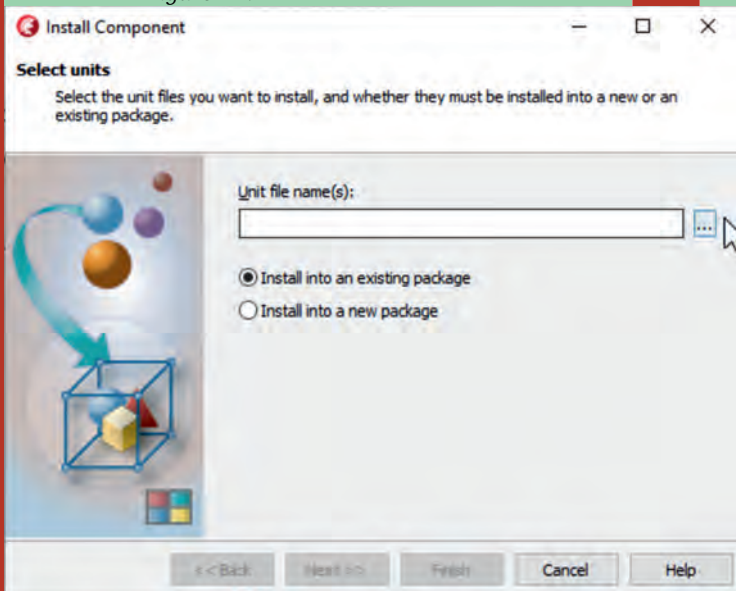 Install Component
Select units
Select the unit files you want to install, and whether they must be installed into a new or an
existing package.
Unit file name(s):
...
Install into an existing package
Install into a new package
<< Back
Next >>
Finish
Cancel
Help